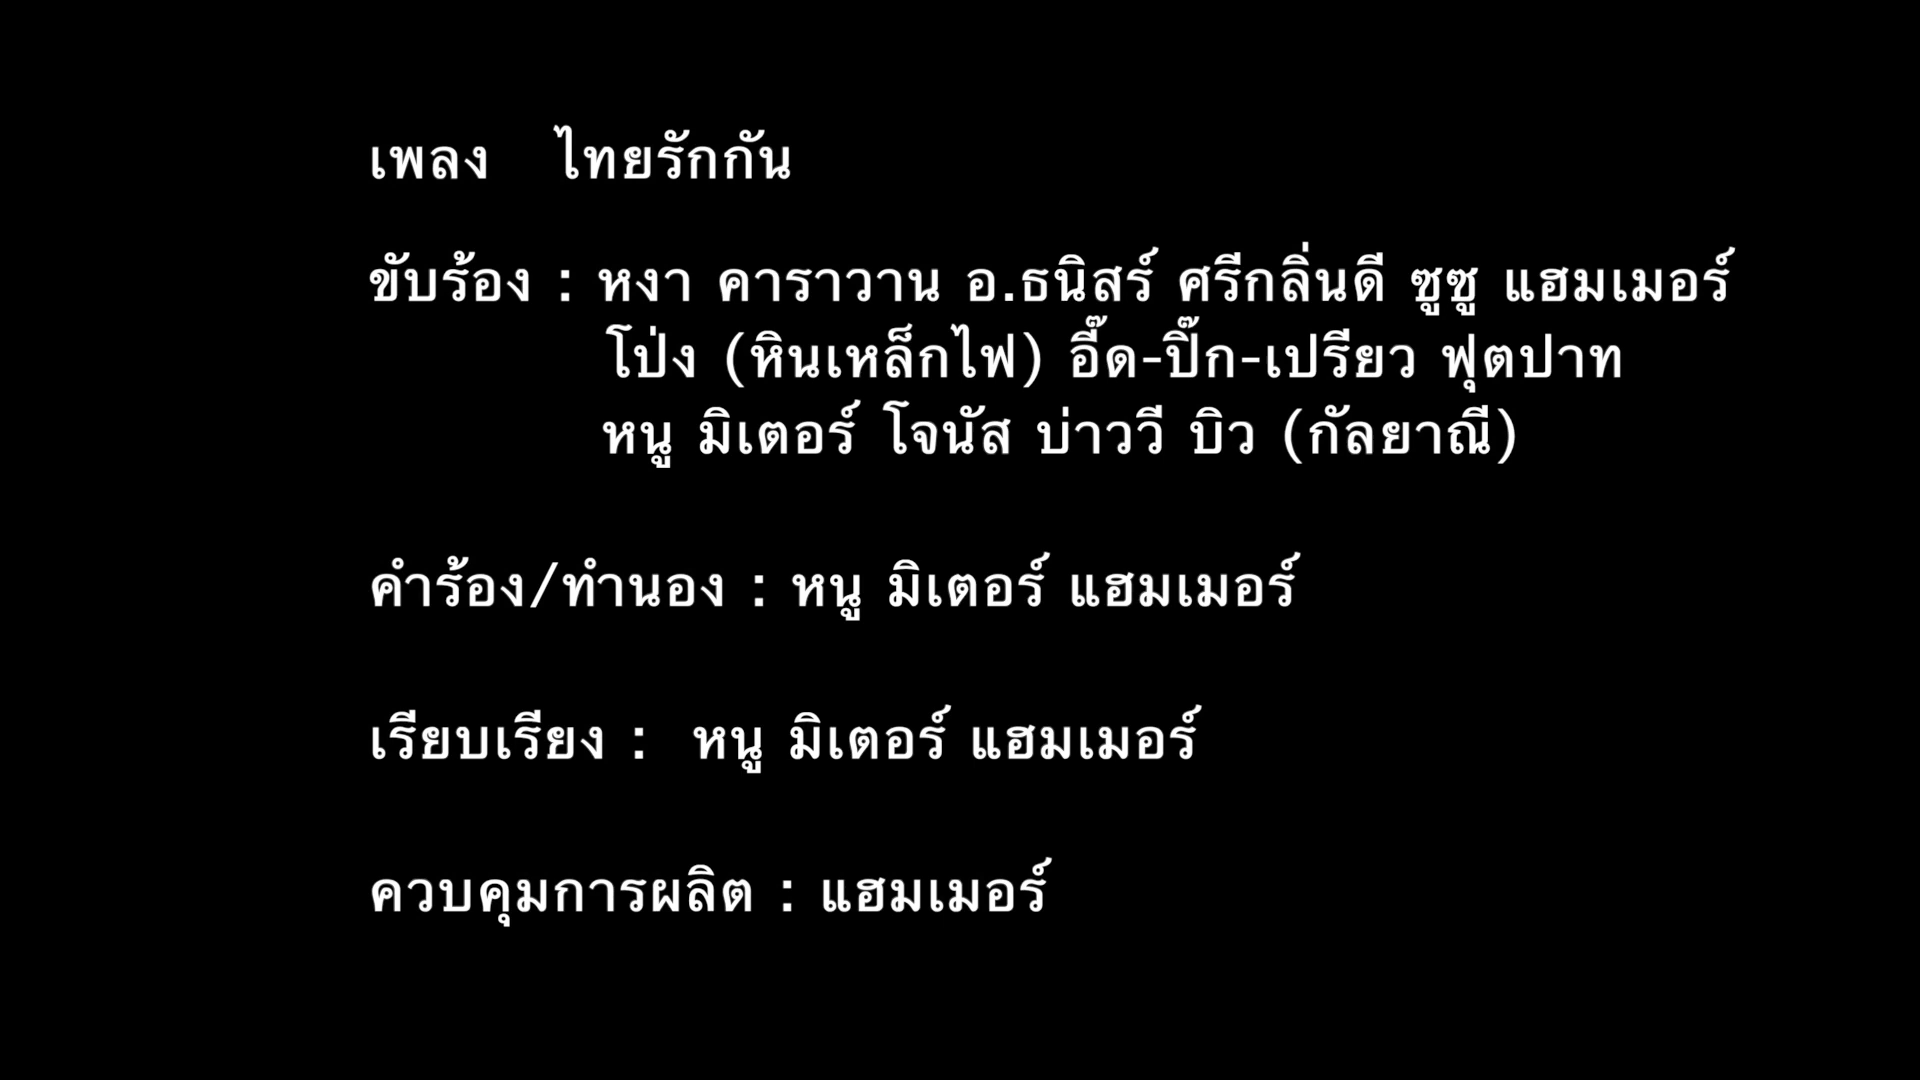 เพลง ไทยรักกัน
ขับร้อง : หงา คาราวาน อ.ธนิสร์ ศรีกลิ่นดี ซูซู แฮมเมอร์
โป่ง (หินเหล็กไฟ) อี๊ด-ปิ๊ก-เปรียว ฟุตปาท
หนู มิเตอร์ โจนัส บ่าววี บิว (กัลยาณี)
คำร้อง/ทำนอง : หนู มิเตอร์ แฮมเมอร์
เรียบเรียง : หนู มิเตอร์ แฮมเมอร์
ควบคุมการผลิต : แฮมเมอร์